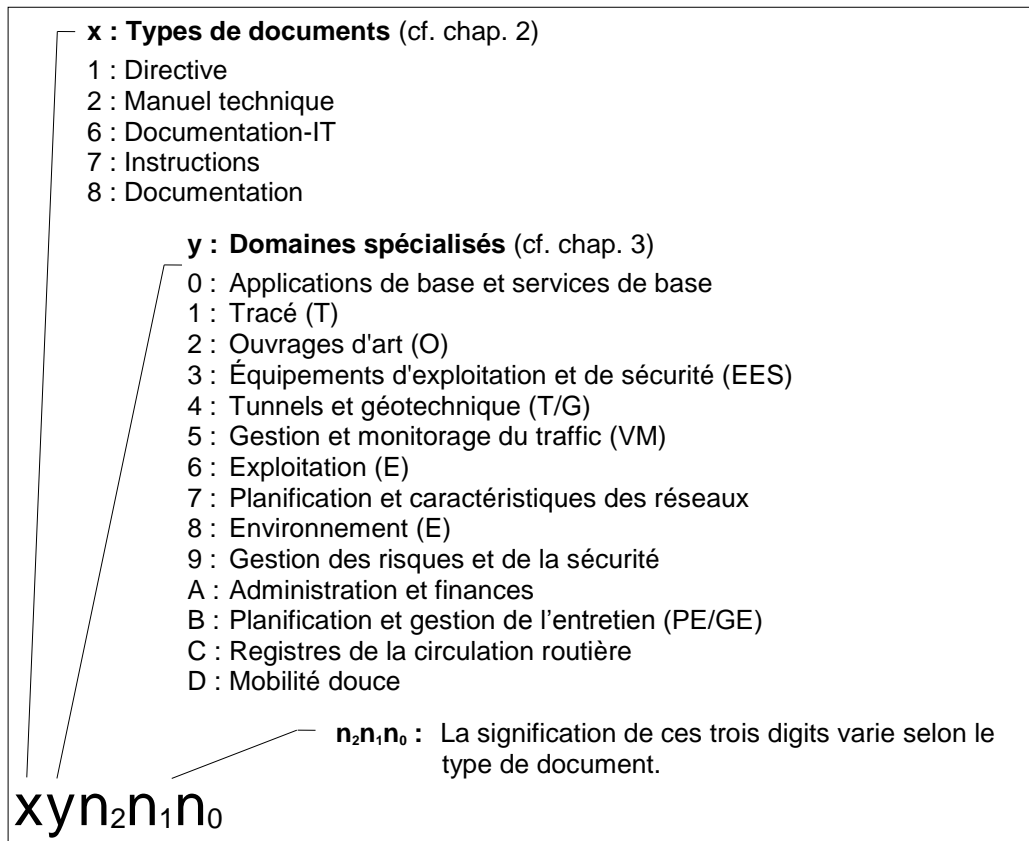 x : Types de documents (cf. chap. 2)
1 : Directive
2 : Manuel technique
6 : Documentation-IT
7 : Instructions
8 : Documentation
y : Domaines spécialisés (cf. chap. 3)
0 : Applications de base et services de base
1 : Tracé (T)
2 : Ouvrages d'art (O)
3 : Équipements d'exploitation et de sécurité (EES)
4 : Tunnels et géotechnique (T/G)
5 : Gestion et monitorage du traffic (VM)
6 : Exploitation (E)
7 : Planification et caractéristiques des réseaux
8 : Environnement (E)
9 : Gestion des risques et de la sécurité
A : Administration et finances
B : Planification et gestion de l’entretien (PE/GE)
C : Registres de la circulation routière
D : Mobilité douce
n₂n₁n₀ : La signification de ces trois digits varie selon le
type de document.
xyn₂n₁n₀